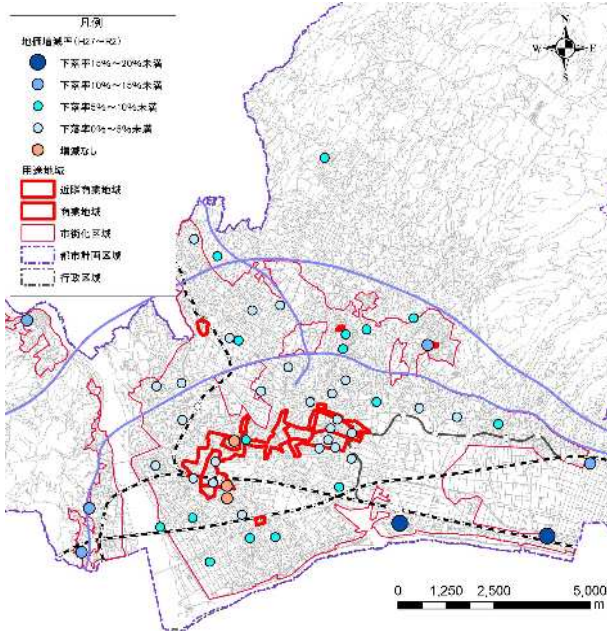 凡例
地価増減率(H27～R2)
下落率15%～20%未満
下落率10%～15%未満
下落率5%～10%未満
下落率0%～5%未満
増減なし
用途地域
近隣商業地域
商業地域
市街化区域
都市計画区域
行政区域
N
W
E
S
0 1,250 2,500 5,000
m